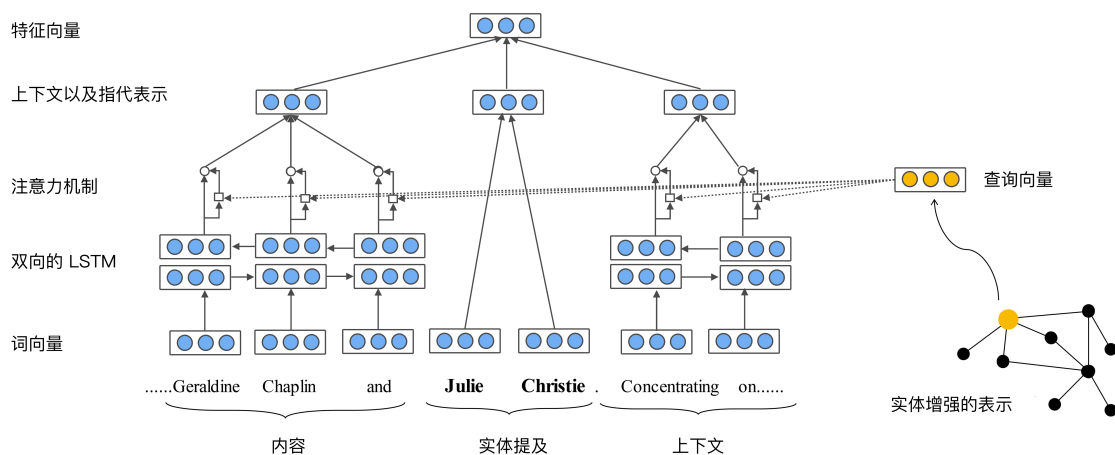 特征向量
上下文以及指代表示
注意力机制
查询向量
双向的 LSTM
词向量
......Geraldine Chaplin and Julie Christie . Concentrating on......
实体增强的表示
内容 实体提及 上下文